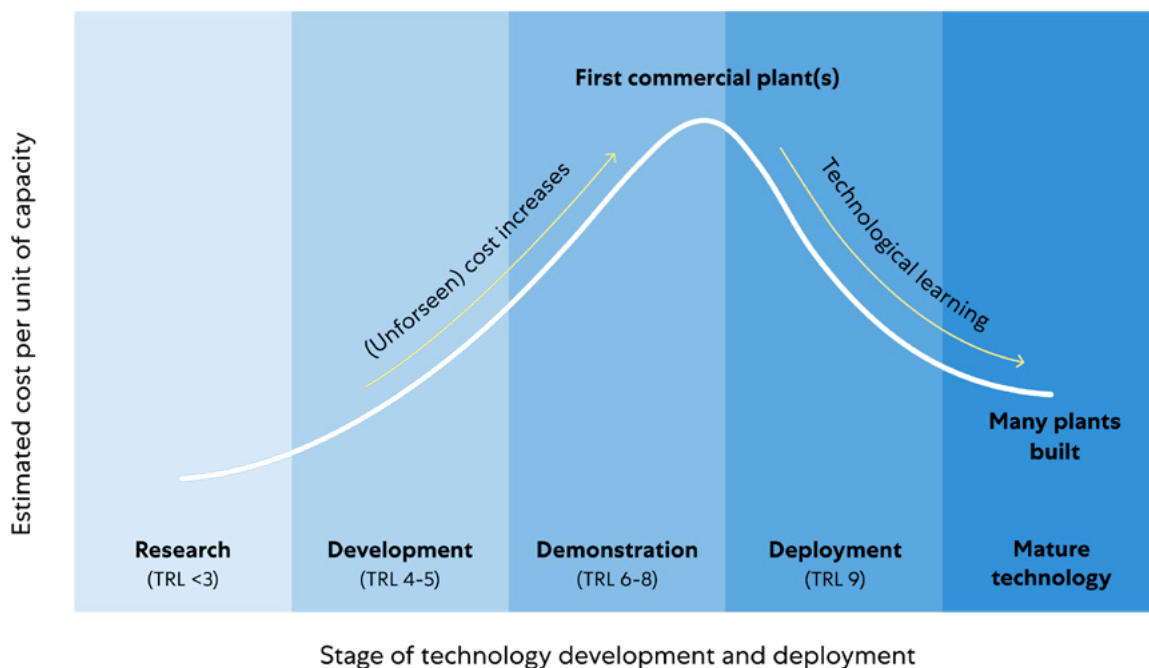 First commercial plant(s)
Estimated cost per unit of capacity
(Unforseen) cost increases
Technological learning
Many plants
built
Research
(TRL <3)
Development
(TRL 4-5)
Demonstration
(TRL 6-8)
Deployment
(TRL 9)
Mature
technology
Stage of technology development and deployment